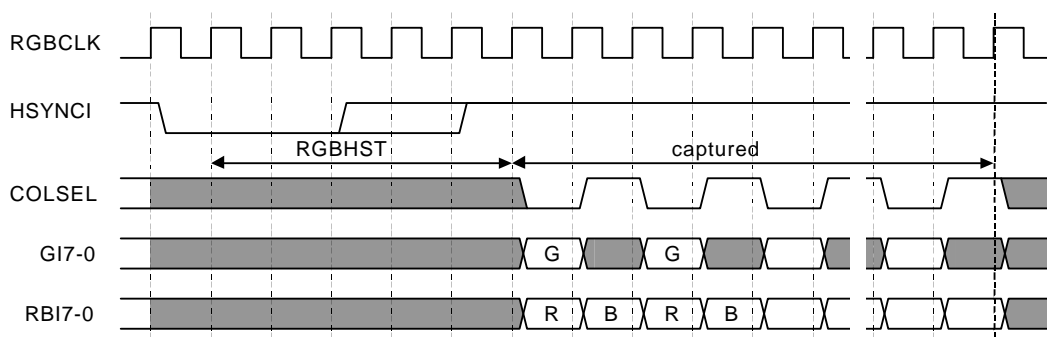 RGBCLK
HSYNCI
RGBHST captured
COLSEL
GI7-0 G G
RBI7-0 R B R B